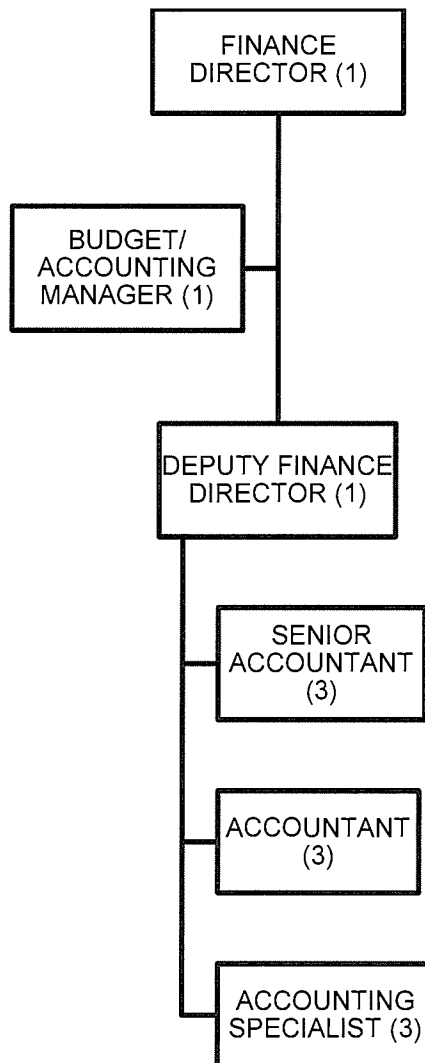 FINANCE
DIRECTOR (1)
BUDGET/
ACCOUNTING
MANAGER (1)
DEPUTY FINANCE
DIRECTOR (1)
SENIOR
ACCOUNTANT
(3)
ACCOUNTANT
(3)
ACCOUNTING
SPECIALIST (3)